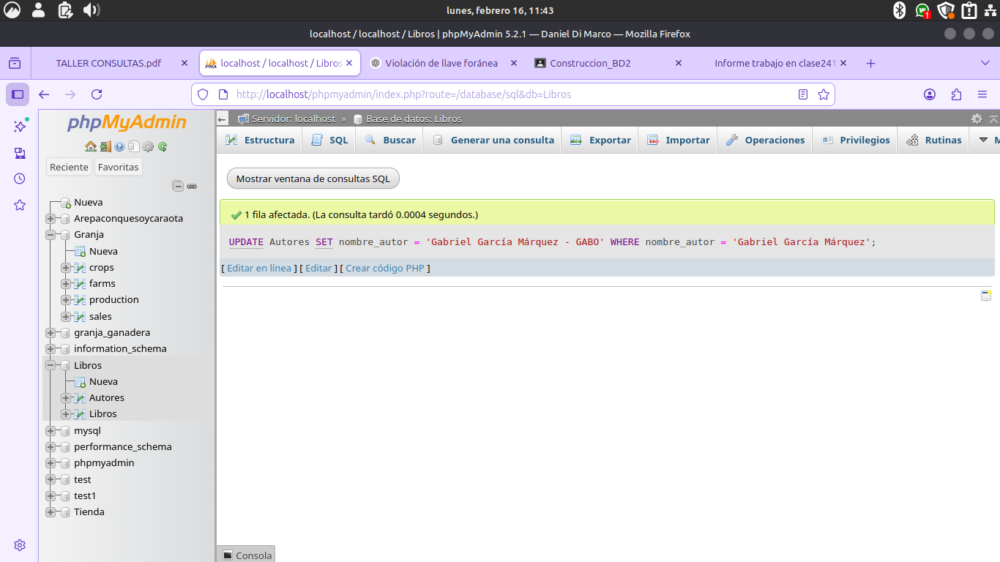 lunes, febrero 16, 11:43
1
localhost / localhost / Libros | phpMyAdmin 5.2.1 — Daniel Di Marco — Mozilla Firefox
TALLER CONSULTAS.pdf
PMA
localhost / localhost / Libros
Violación de llave foránea
Construccion_BD2
Informe trabajo en clase241
http://localhost/phpmyadmin/index.php?route=/database/sql&db=Libros
phpMyAdmin
Reciente
Favoritas
Nueva
Arepaconquesoycaraota
Granja
Nueva
crops
farms
production
sales
granja_ganadera
information_schema
Libros
Nueva
Autores
Libros
mysql
performance_schema
phpmyadmin
test
test1
Tienda
Servidor: localhost » Base de datos: Libros
Estructura
SQL
Buscar
Generar una consulta
Exportar
Importar
Operaciones
Privilegios
Rutinas
Mostrar ventana de consultas SQL
1 fila afectada. (La consulta tardó 0.0004 segundos.)
UPDATE Autores SET nombre_autor = 'Gabriel García Márquez - GABO' WHERE nombre_autor = 'Gabriel García Márquez';
[ Editar en línea ] [ Editar ] [ Crear código PHP ]
Consola